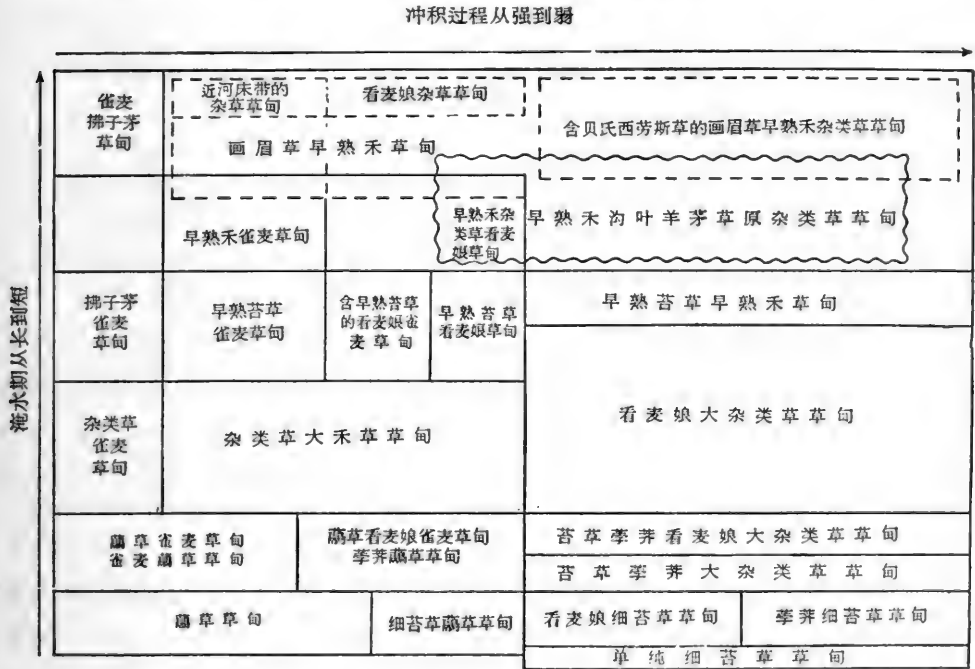 冲积过程从强到弱
淹水期从长到短
雀麦
拂子茅
草甸
近河床带的
杂草草甸
看麦娘杂草草甸
画眉草早熟禾草甸
含贝氏西劳斯草的画眉草早熟禾杂类草草甸
早熟禾雀麦草甸
早熟禾杂
类草看麦
娘草甸
早熟禾沟叶羊茅草原杂类草草甸
拂子茅
雀麦
草甸
早熟苔草
雀麦草甸
含早熟苔草
的看麦娘雀
麦草甸
早熟苔草
看麦娘草甸
早熟苔草早熟禾草甸
杂类草
雀麦
草甸
杂类草大禾草草甸
看麦娘大杂类草草甸
虉草雀麦草甸
雀麦虉草草甸
虉草看麦娘雀麦草甸
荸荠虉草草甸
苔草荸荠看麦娘大杂类草草甸
苔草荸荠大杂类草草甸
虉草草甸
细苔草虉草草甸
看麦娘细苔草草甸
荸荠细苔草草甸
单纯细苔草草甸